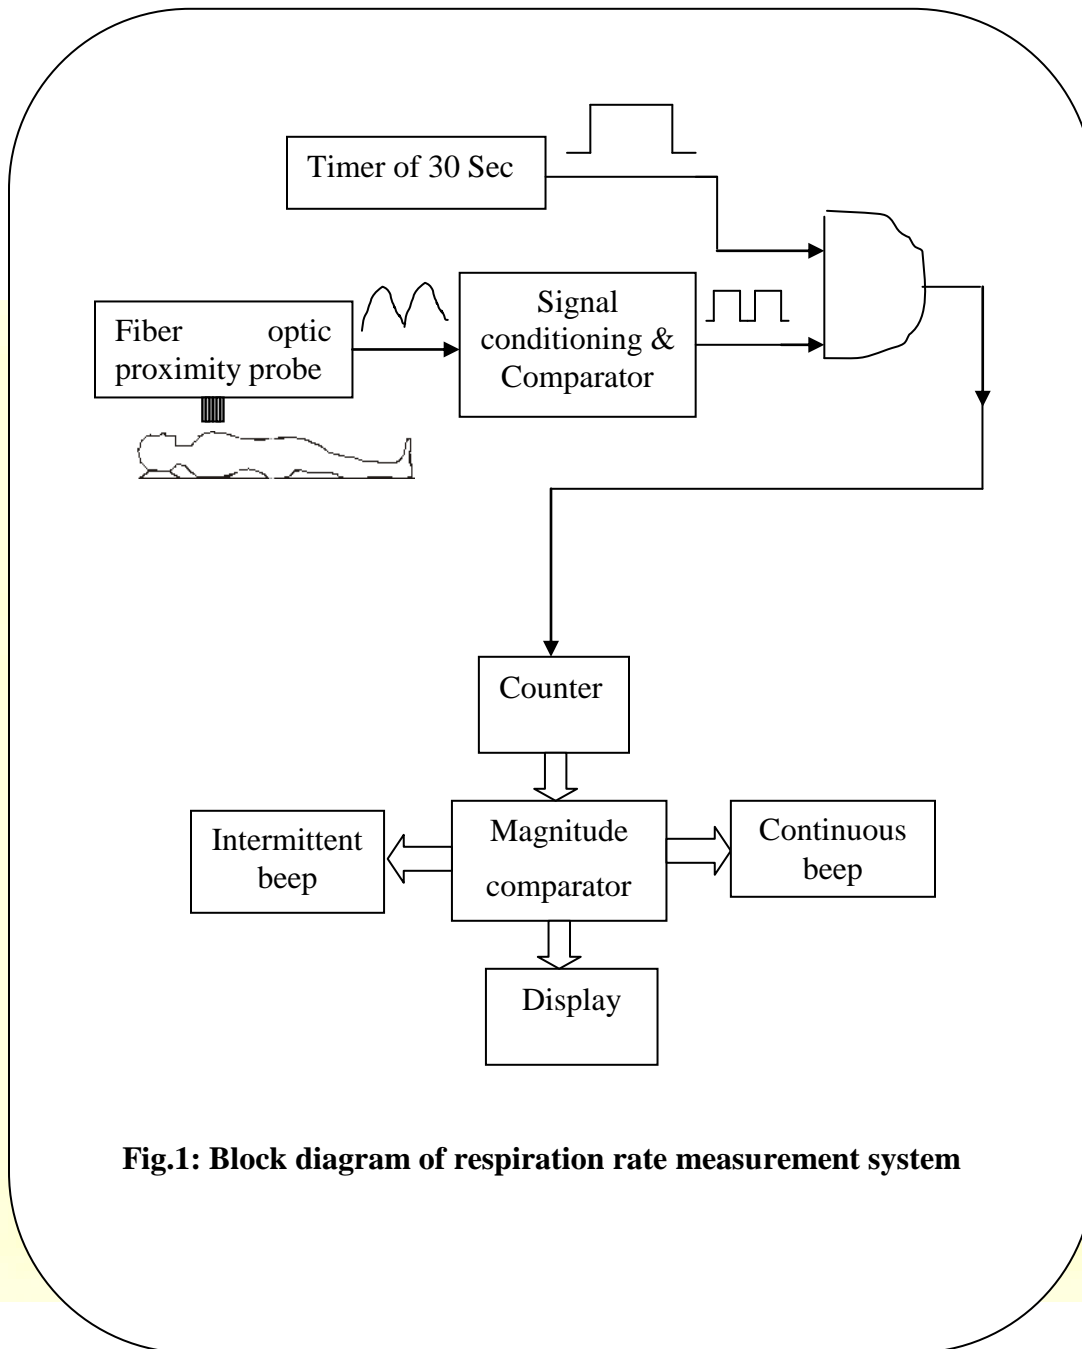 Timer of 30 Sec
Fiber optic
proximity probe
Signal
conditioning &
Comparator
Counter
Intermittent
beep
Magnitude
comparator
Continuous
beep
Display
Fig.1: Block diagram of respiration rate measurement system